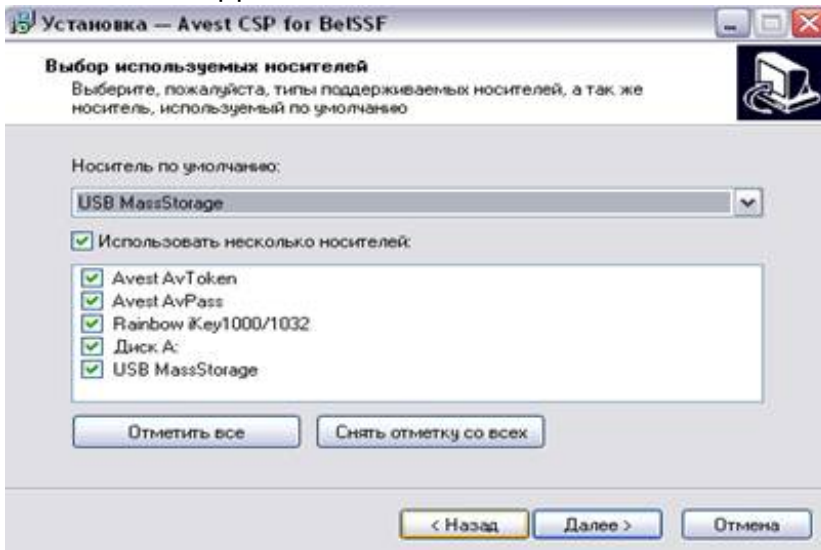 Установка — Avest CSP for BelSSF
Выбор используемых носителей
Выберите, пожалуйста, типы поддерживаемых носителей, а так же
носитель, используемый по умолчанию
Носитель по умолчанию:
USB MassStorage
Использовать несколько носителей:
Avest AvToken
Avest AvPass
Rainbow iKey1000/1032
Диск A:
USB MassStorage
Отметить все
Снять отметку со всех
< Назад
Далее >
Отмена